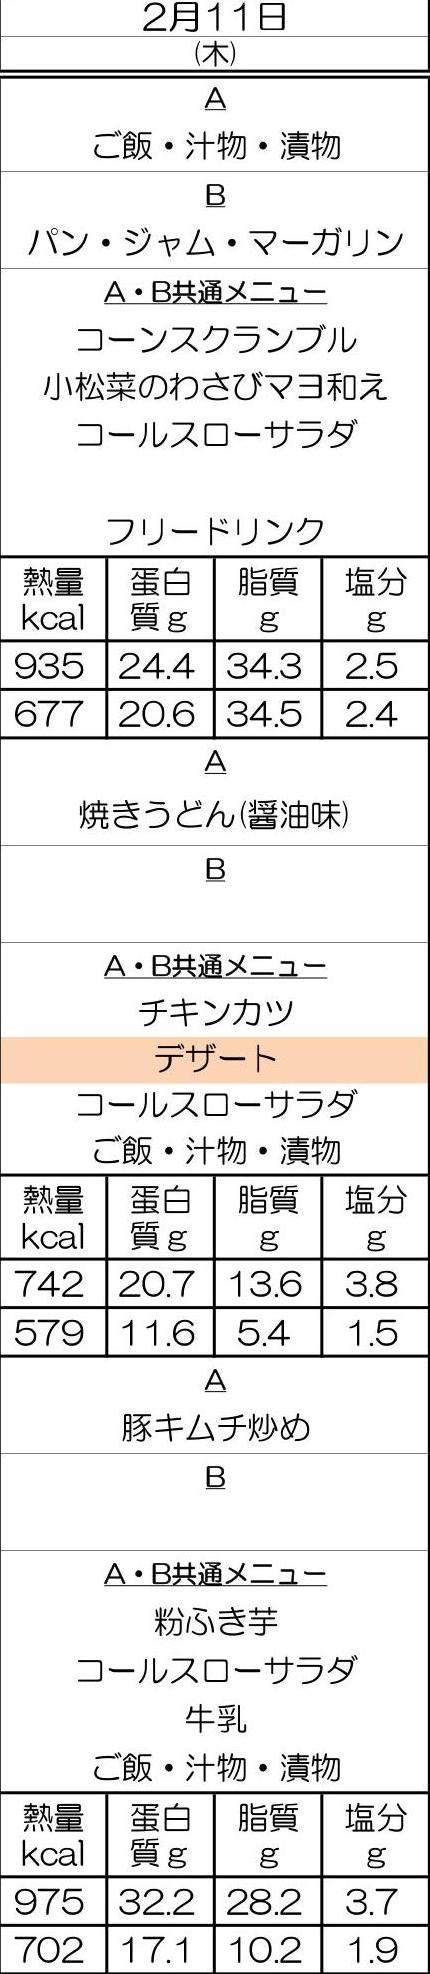 2月11日
(木)
A
ご飯・汁物・漬物
B
パン・ジャム・マーガリン
A・B共通メニュー
コーンスクランブル
小松菜のわさびマヨ和え
コールスローサラダ
フリードリンク
熱量 蛋白 脂質 塩分
kcal 質g g g
935 24.4 34.3 2.5
677 20.6 34.5 2.4
A
焼きうどん(醤油味)
B
A・B共通メニュー
チキンカツ
デザート
コールスローサラダ
ご飯・汁物・漬物
熱量 蛋白 脂質 塩分
kcal 質g g g
742 20.7 13.6 3.8
579 11.6 5.4 1.5
A
豚キムチ炒め
B
A・B共通メニュー
粉ふき芋
コールスローサラダ
牛乳
ご飯・汁物・漬物
熱量 蛋白 脂質 塩分
kcal 質g g g
975 32.2 28.2 3.7
702 17.1 10.2 1.9